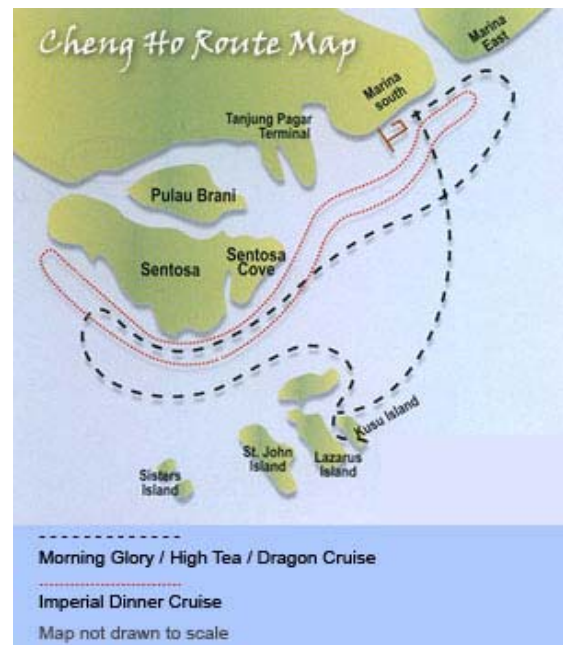 Cheng Ho Route Map
Marina
East
Marina
south
Tanjung Pagar
Terminal
Pulau Brani
Sentosa
Sentosa
Cove
Kusu Island
St. John
Island
Lazarus
Island
Sisters
Island
Morning Glory / High Tea / Dragon Cruise
Imperial Dinner Cruise
Map not drawn to scale